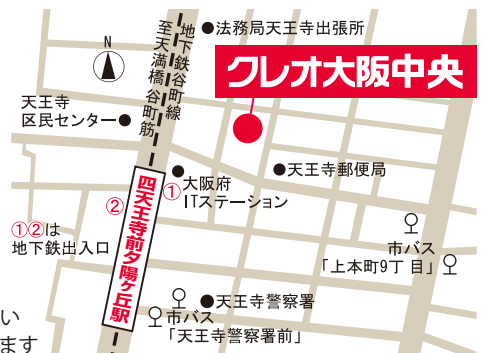 ●法務局天王寺出張所
クレオ大阪中央
N
地下鉄谷町線
至天満橋 谷町筋
天王寺
区民センター●
●天王寺郵便局
①
大阪府
ITステーション
②
四天王寺前夕陽ヶ丘駅
①②は
地下鉄出入口
市バス
「上本町9丁 目」
●天王寺警察署
市バス
「天王寺警察署前」
い
ます